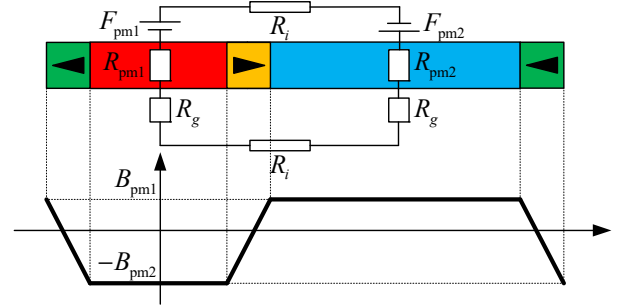 F_pm1
R_i
F_pm2
R_pm1
R_pm2
R_g
R_g
R_i
B_pm1
−B_pm2